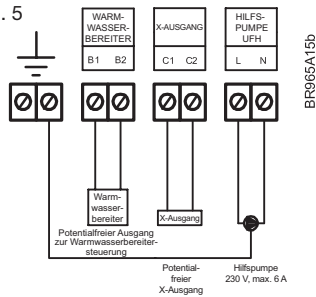 . 5
WARM-
WASSER-
BEREITER
X-AUSGANG
HILFS-
PUMPE
UFH
B1 B2
C1 C2
L N
BR965A15b
Warm-
wasser-
bereiter
X-Ausgang
Potentialfreier Ausgang
zur Warmwasserbereiter-
steuerung
Potential-
freier
X-Ausgang
Hilfspumpe
230 V, max. 6 A